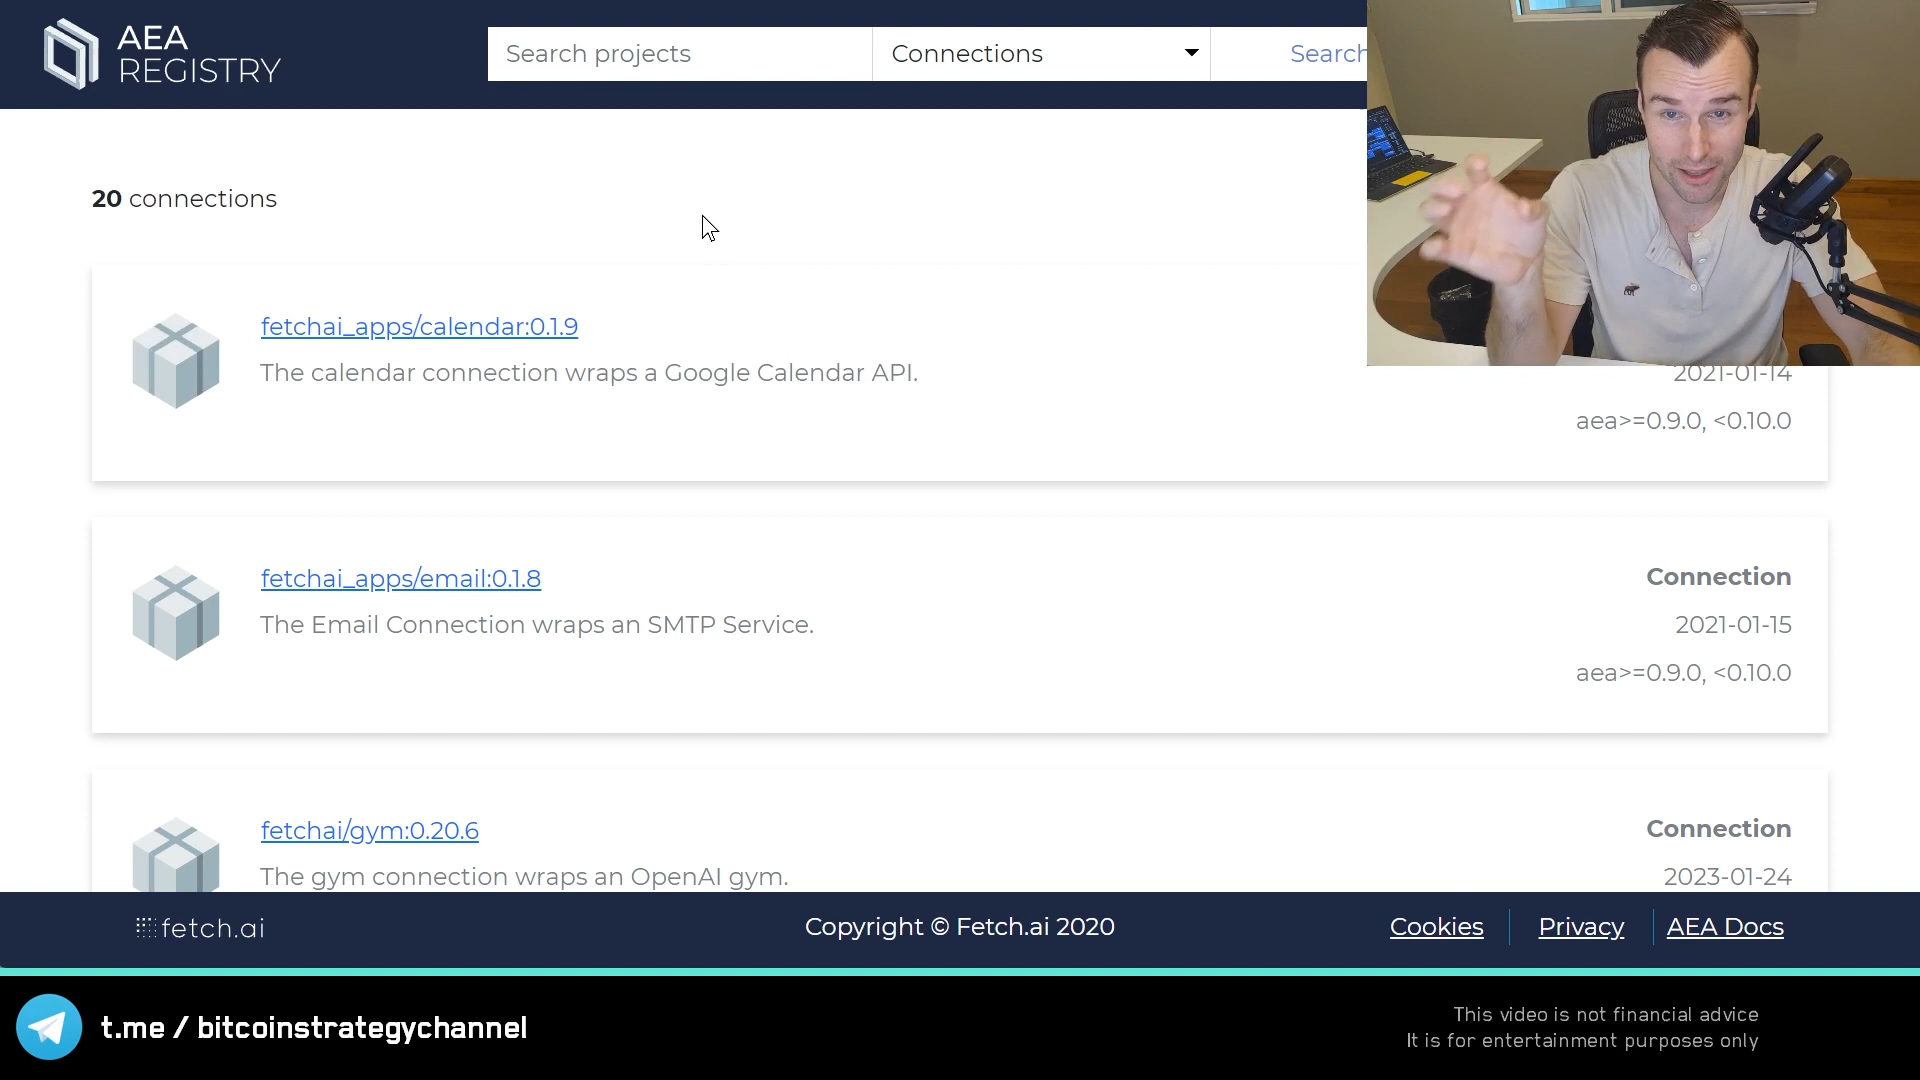 AEA
REGISTRY
Search projects
Connections
Search
20 connections
fetchai_apps/calendar:0.1.9
The calendar connection wraps a Google Calendar API.
2021-01-14
aea>=0.9.0, <0.10.0
fetchai_apps/email:0.1.8
The Email Connection wraps an SMTP Service.
Connection
2021-01-15
aea>=0.9.0, <0.10.0
fetchai/gym:0.20.6
The gym connection wraps an OpenAI gym.
Connection
2023-01-24
fetch.ai
Copyright © Fetch.ai 2020
Cookies
Privacy
AEA Docs
t.me / bitcoinstrategychannel
This video is not financial advice
It is for entertainment purposes only